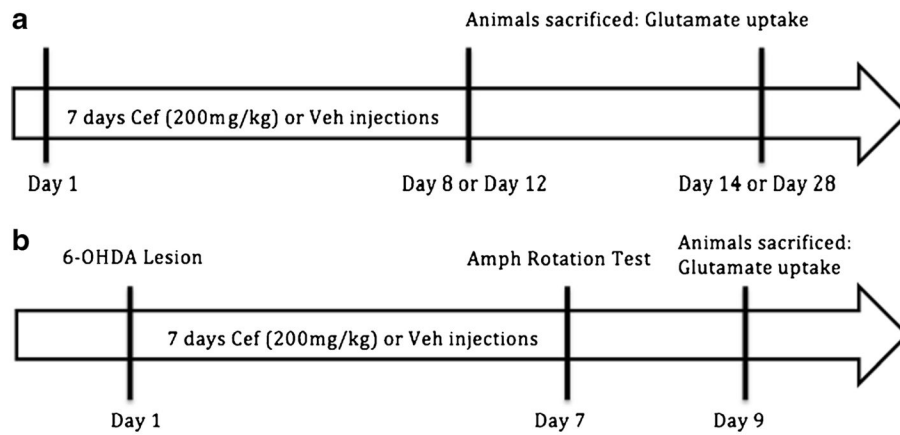 a
Animals sacrificed: Glutamate uptake
7 days Cef (200mg/kg) or Veh injections
Day 1
Day 8 or Day 12
Day 14 or Day 28
b
6-OHDA Lesion
Amph Rotation Test
Animals sacrificed:
Glutamate uptake
7 days Cef (200mg/kg) or Veh injections
Day 1
Day 7
Day 9